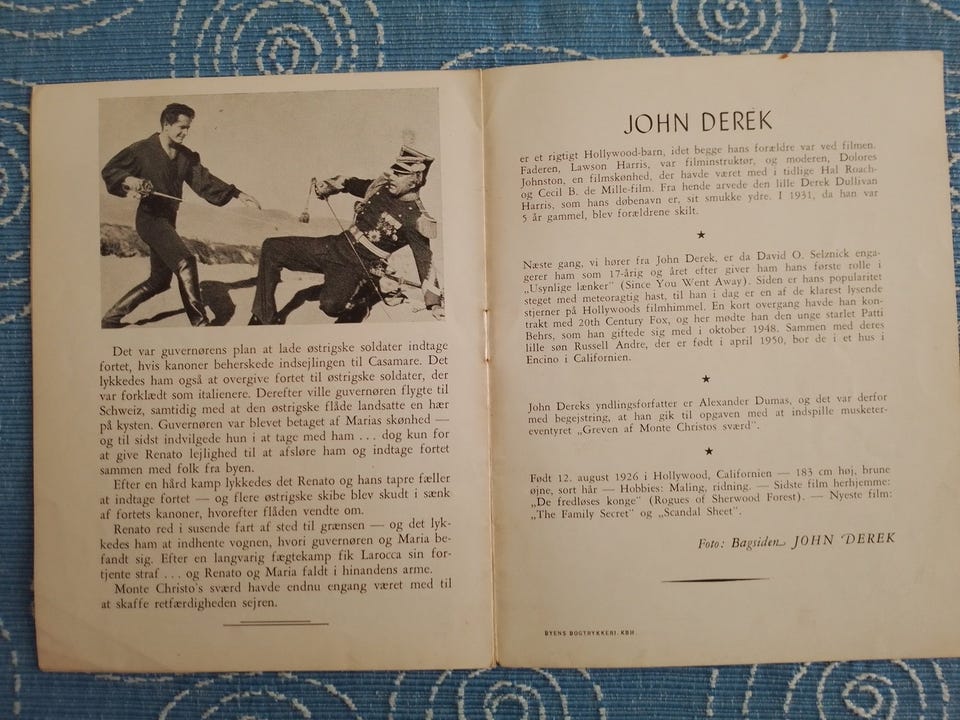 Det var guvernørens plan at lade østrigske soldater indtage
fortet, hvis kanoner beherskede indsejlingen til Casamare. Det
lykkedes ham også at overgive fortet til østrigske soldater, der
var forklædt som italienere. Derefter ville guvernøren flygte til
Schweiz, samtidig med at den østrigske flåde landsatte en hær
på kysten. Guvernøren var blevet betaget af Marias skønhed —
og til sidst indvilgede hun i at tage med ham . . . dog kun for
at give Renato lejlighed til at afsløre ham og indtage fortet
sammen med folk fra byen.
Efter en hård kamp lykkedes det Renato og hans tapre fæller
at indtage fortet — og flere østrigske skibe blev skudt i sænk
af fortets kanoner, hvorefter flåden vendte om.
Renato red i susende fart af sted til grænsen — og det lyk-
kedes ham at indhente vognen, hvori guvernøren og Maria be-
fandt sig. Efter en langvarig fægtekamp fik Larocca sin for-
tjente straf . . . og Renato og Maria faldt i hinandens arme.
Monte Christo's sværd havde endnu engang været med til
at skaffe retfærdigheden sejren.
JOHN DEREK
er et rigtigt Hollywood-barn, idet begge hans forældre var ved filmen.
Faderen, Lawson Harris, var filminstruktør, og moderen, Dolores
Johnston, en filmskønhed, der havde været med i tidlige Hal Roach-
og Cecil B. de Mille-film. Fra hende arvede den lille Derek Dullivan
Harris, som hans døbenavn er, sit smukke ydre. I 1931, da han var
5 år gammel, blev forældrene skilt.
★
Næste gang, vi hører fra John Derek, er da David O. Selznick enga-
gerer ham som 17-årig og året efter giver ham hans første rolle i
„Usynlige lænker" (Since You Went Away). Siden er hans popularitet
steget med meteoragtig hast, til han i dag er en af de klarest lysende
stjerner på Hollywoods filmhimmel. En kort overgang havde han kon-
trakt med 20th Century Fox, og her mødte han den unge starlet Patti
Behrs, som han giftede sig med i oktober 1948. Sammen med deres
lille søn Russell Andre, der er født i april 1950, bor de i et hus i
Encino i Californien.
★
John Dereks yndlingsforfatter er Alexander Dumas, og det var derfor
med begejstring, at han gik til opgaven med at indspille musketer-
eventyret „Greven af Monte Christos sværd".
★
Født 12. august 1926 i Hollywood, Californien — 183 cm høj, brune
øjne, sort hår — Hobbies: Maling, ridning. — Sidste film herhjemme:
„De fredløses konge" (Rogues of Sherwood Forest). — Nyeste film:
„The Family Secret" og „Scandal Sheet".
Foto: Bagsiden JOHN DEREK
BYENS BOGTRYKKERI. KBH